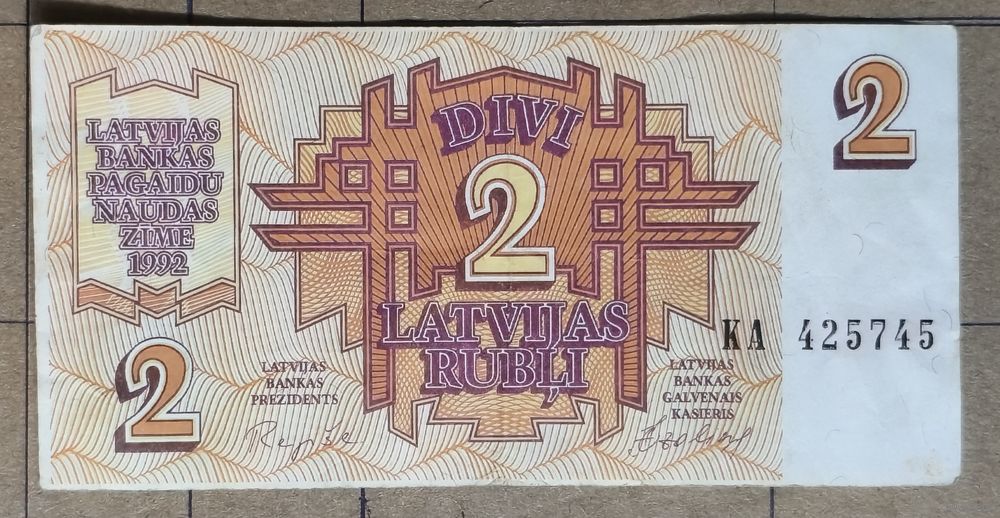 LATVIJAS
BANKAS
PAGAIDU
NAUDAS
ZĪME
1992
DIVI
2
2
LATVIJAS
RUBĻI
KA 425745
2
LATVIJAS
BANKAS
PREZIDENTS
LATVIJAS
BANKAS
GALVENAIS
KASIERIS